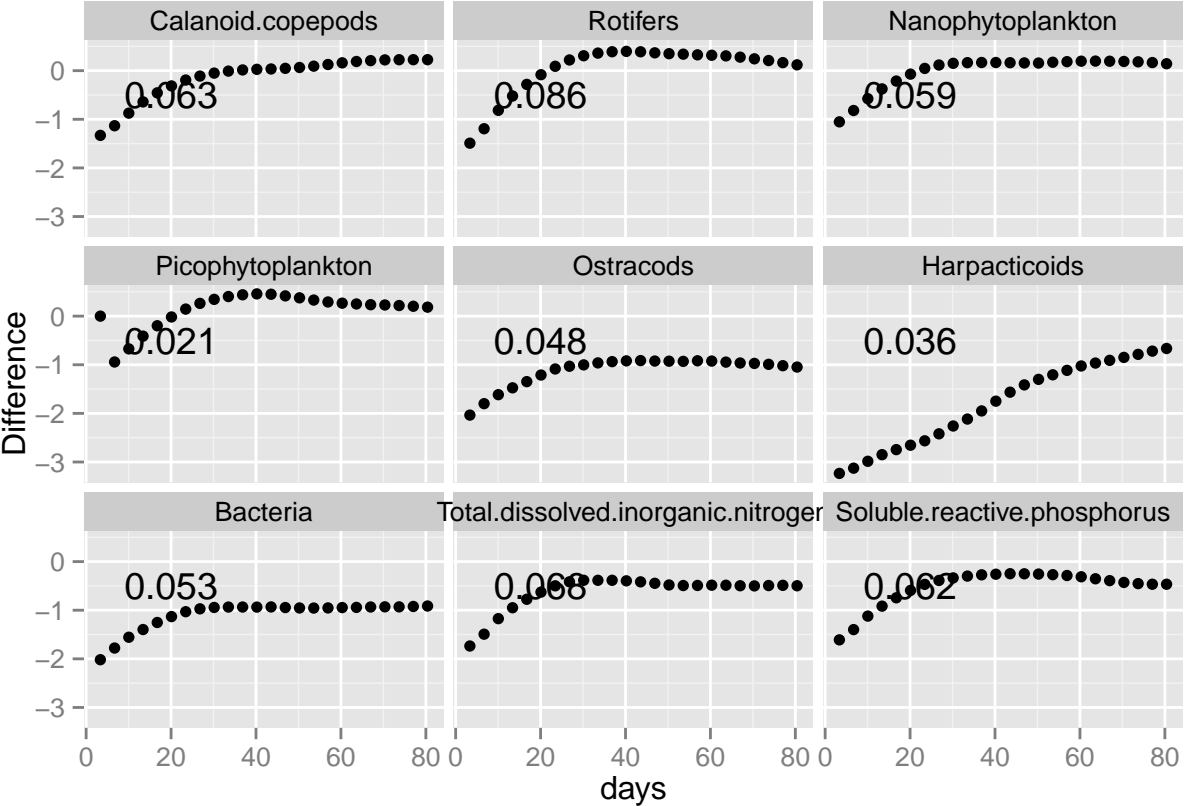 Calanoid.copepods Rotifers Nanophytoplankton
0 0.063 0.086 0.059
−1
−2
−3
Picophytoplankton Ostracods Harpacticoids
0 0.021 0.048 0.036
−1
−2
−3
Bacteria Total.dissolved.inorganic.nitrogen Soluble.reactive.phosphorus
0 0.053 0.068 0.062
−1
−2
−3
0 20 40 60 80 0 20 40 60 80 0 20 40 60 80
days
Difference